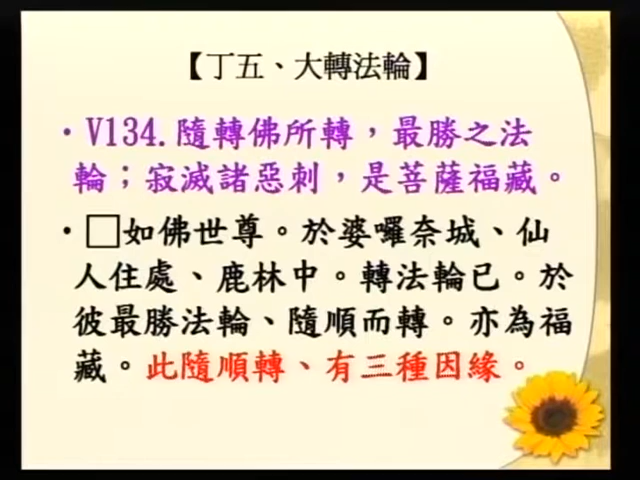 【丁五、大轉法輪】
•V134.隨轉佛所轉，最勝之法
輪；寂滅諸惡刺，是菩薩福藏。
•□如佛世尊。於婆囉奈城、仙
人住處、鹿林中。轉法輪已。於
彼最勝法輪、隨順而轉。亦為福
藏。此隨順轉、有三種因緣。